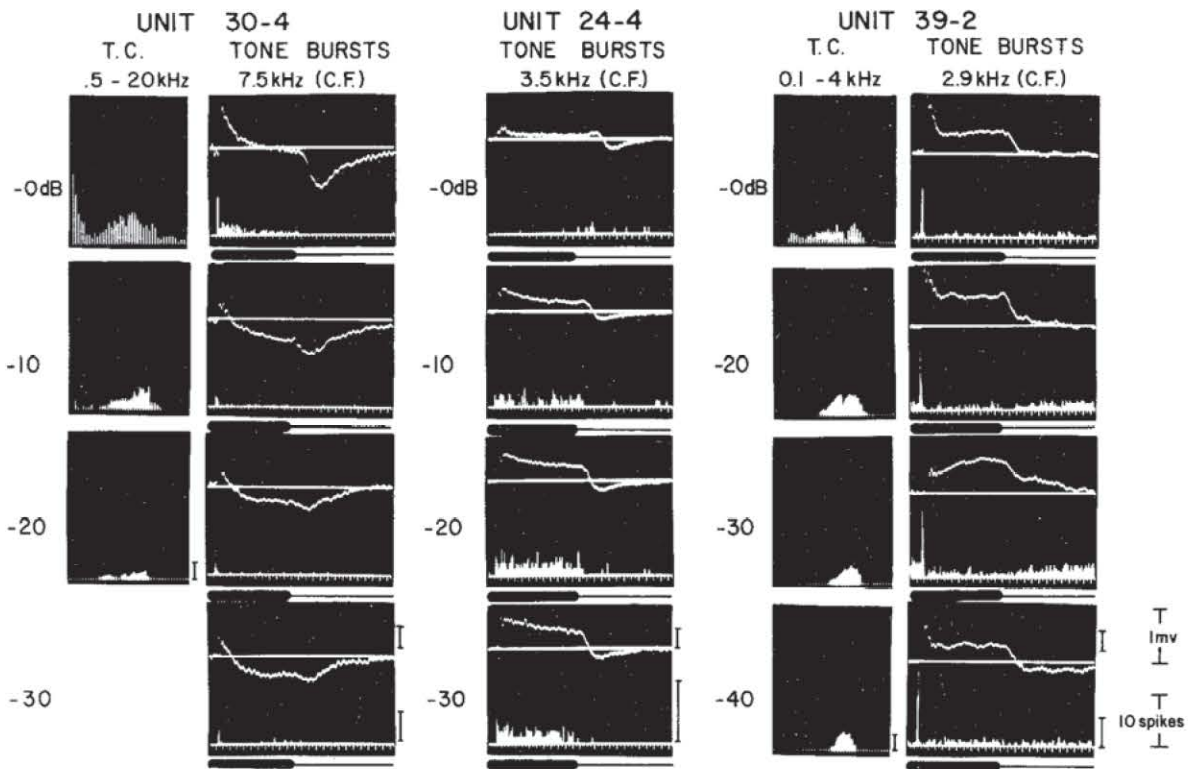 UNIT 30-4
T.C. TONE BURSTS
.5 - 20kHz 7.5kHz (C.F.)
UNIT 24-4
TONE BURSTS
3.5kHz (C.F.)
UNIT 39-2
T.C. TONE BURSTS
0.1 - 4kHz 2.9kHz (C.F.)
-0dB
-10
-20
-30
-0dB
-10
-20
-30
-0dB
-20
-30
-40
1mv
10 spikes